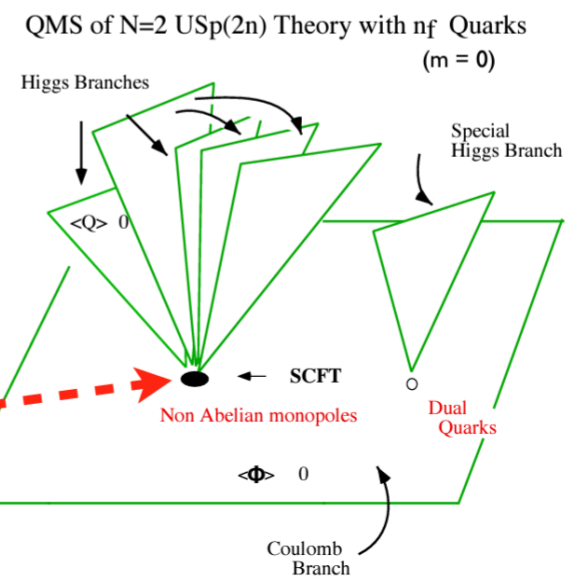 QMS of N=2 USp(2n) Theory with nf Quarks
(m = 0)
Higgs Branches
Special
Higgs Branch
<Q> 0
SCFT
Non Abelian monopoles
Dual
Quarks
<Φ> 0
Coulomb
Branch